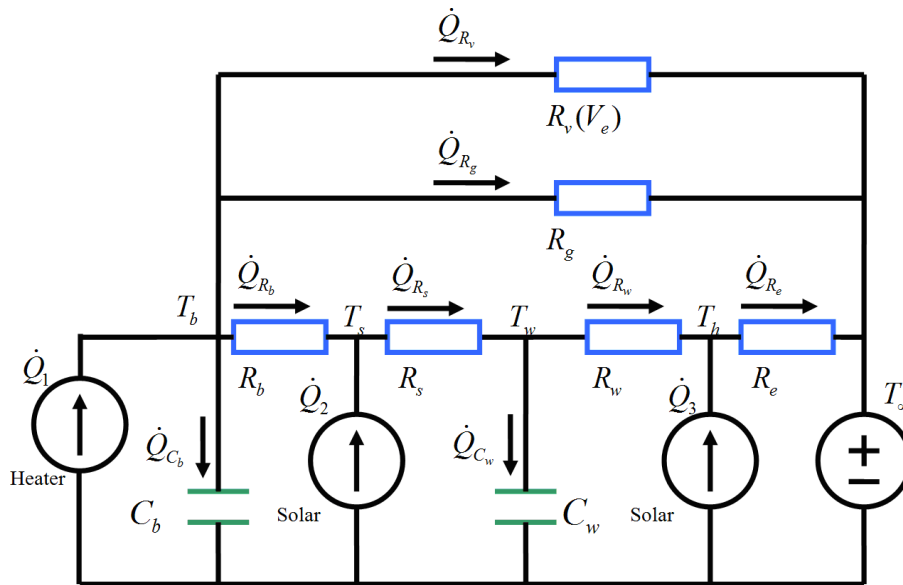 Q̇_{R_v}
R_v(V_e)
Q̇_{R_g}
R_g
Q̇_{R_b} Q̇_{R_s} Q̇_{R_w} Q̇_{R_e}
T_b T_s T_w T_h
R_b R_s R_w R_e
Q̇_1 Q̇_2 Q̇_3 T_∞
Q̇_{C_b} Q̇_{C_w}
Heater
C_b Solar C_w Solar